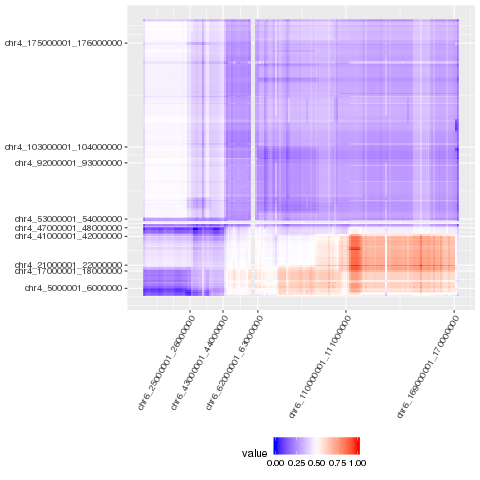 chr4_175000001_176000000
chr4_103000001_104000000
chr4_92000001_93000000
chr4_53000001_54000000
chr4_47000001_48000000
chr4_41000001_42000000
chr4_21000001_22000000
chr4_17000001_18000000
chr4_5000001_6000000
chr6_25000001_26000000
chr6_43000001_44000000
chr6_62000001_63000000
chr6_110000001_111000000
chr6_169000001_170000000
value
0.00 0.25 0.50 0.75 1.00